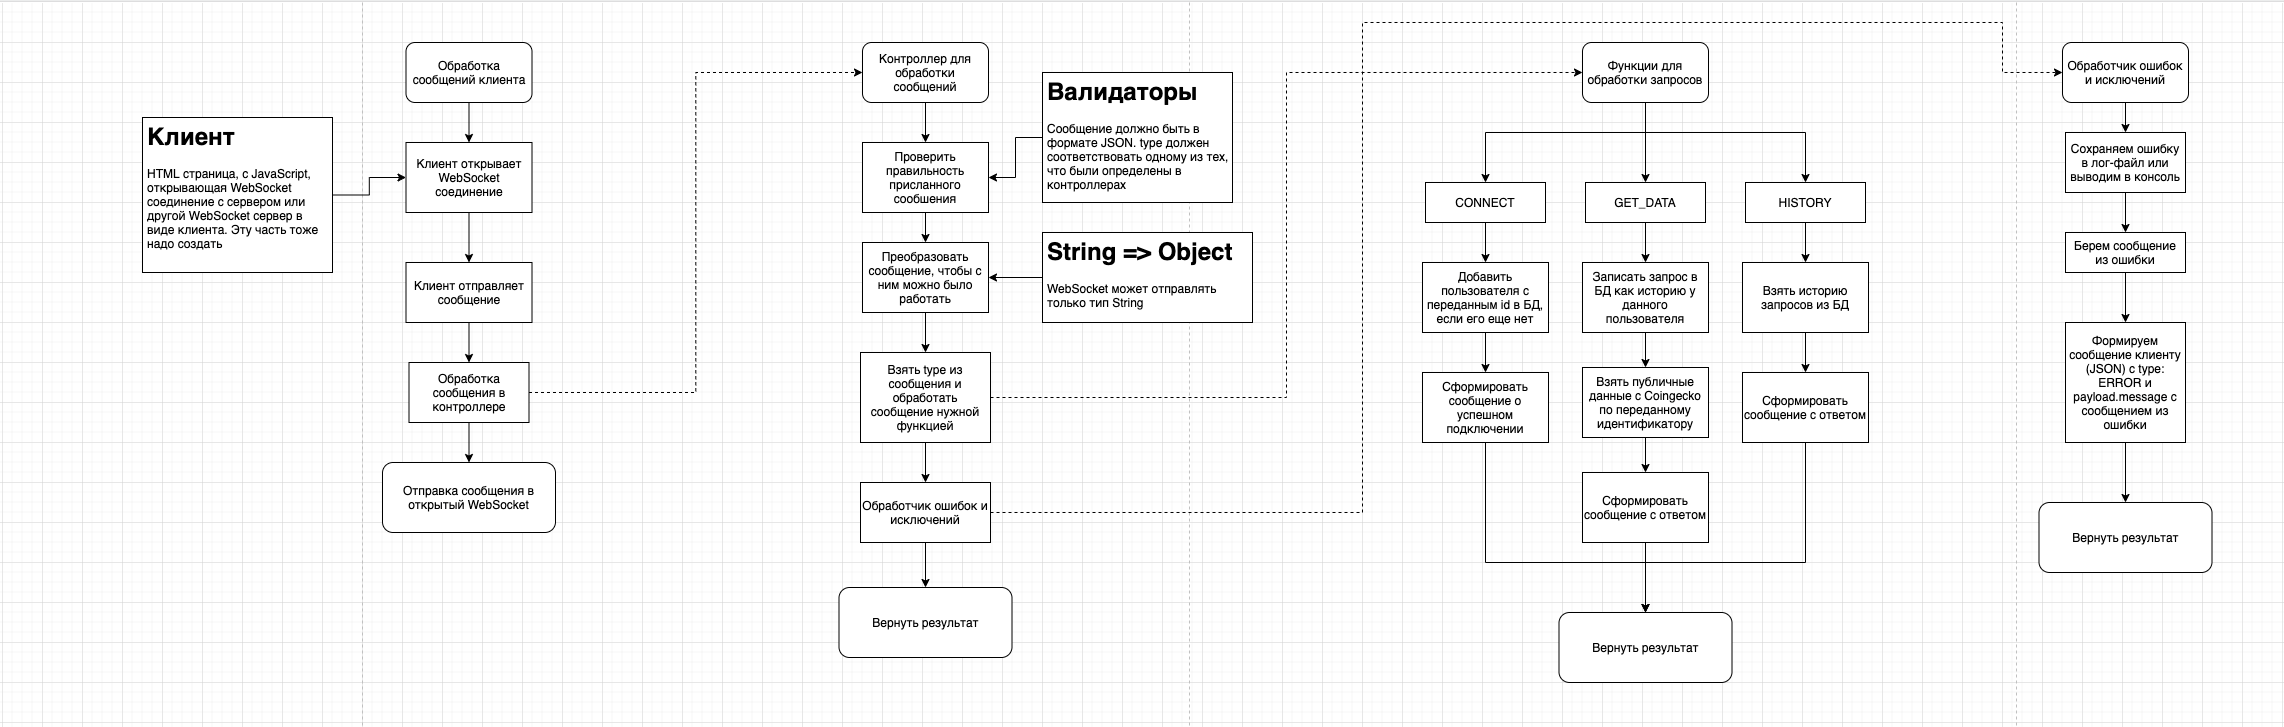 Обработка
сообщений клиента
Клиент
HTML страница, с JavaScript,
открывающая WebSocket
соединение с сервером или
другой WebSocket сервер в
виде клиента. Эту часть тоже
надо создать
Клиент открывает
WebSocket
соединение
Клиент отправляет
сообщение
Обработка
сообщения в
контроллере
Отправка сообщения в
открытый WebSocket
Контроллер для
обработки
сообщений
Валидаторы
Сообщение должно быть в
формате JSON. type должен
соответствовать одному из тех,
что были определены в
контроллерах
Проверить
правильность
присланного
сообшения
String => Object
WebSocket может отправлять
только тип String
Преобразовать
сообщение, чтобы с
ним можно было
работать
Взять type из
сообщения и
обработать
сообщение нужной
функцией
Обработчик ошибок и
исключений
Вернуть результат
Функции для
обработки запросов
CONNECT
Добавить
пользователя с
переданным id в БД,
если его еще нет
Сформировать
сообщение о
успешном
подключении
GET_DATA
Записать запрос в
БД как историю у
данного
пользователя
Взять публичные
данные с Coingecko
по переданному
идентификатору
Сформировать
сообщение с ответом
HISTORY
Взять историю
запросов из БД
Сформировать
сообщение с ответом
Вернуть результат
Обработчик ошибок
и исключений
Сохраняем ошибку
в лог-файл или
выводим в консоль
Берем сообщение
из ошибки
Формируем
сообщение клиенту
(JSON) с type:
ERROR и
payload.message с
сообщением из
ошибки
Вернуть результат